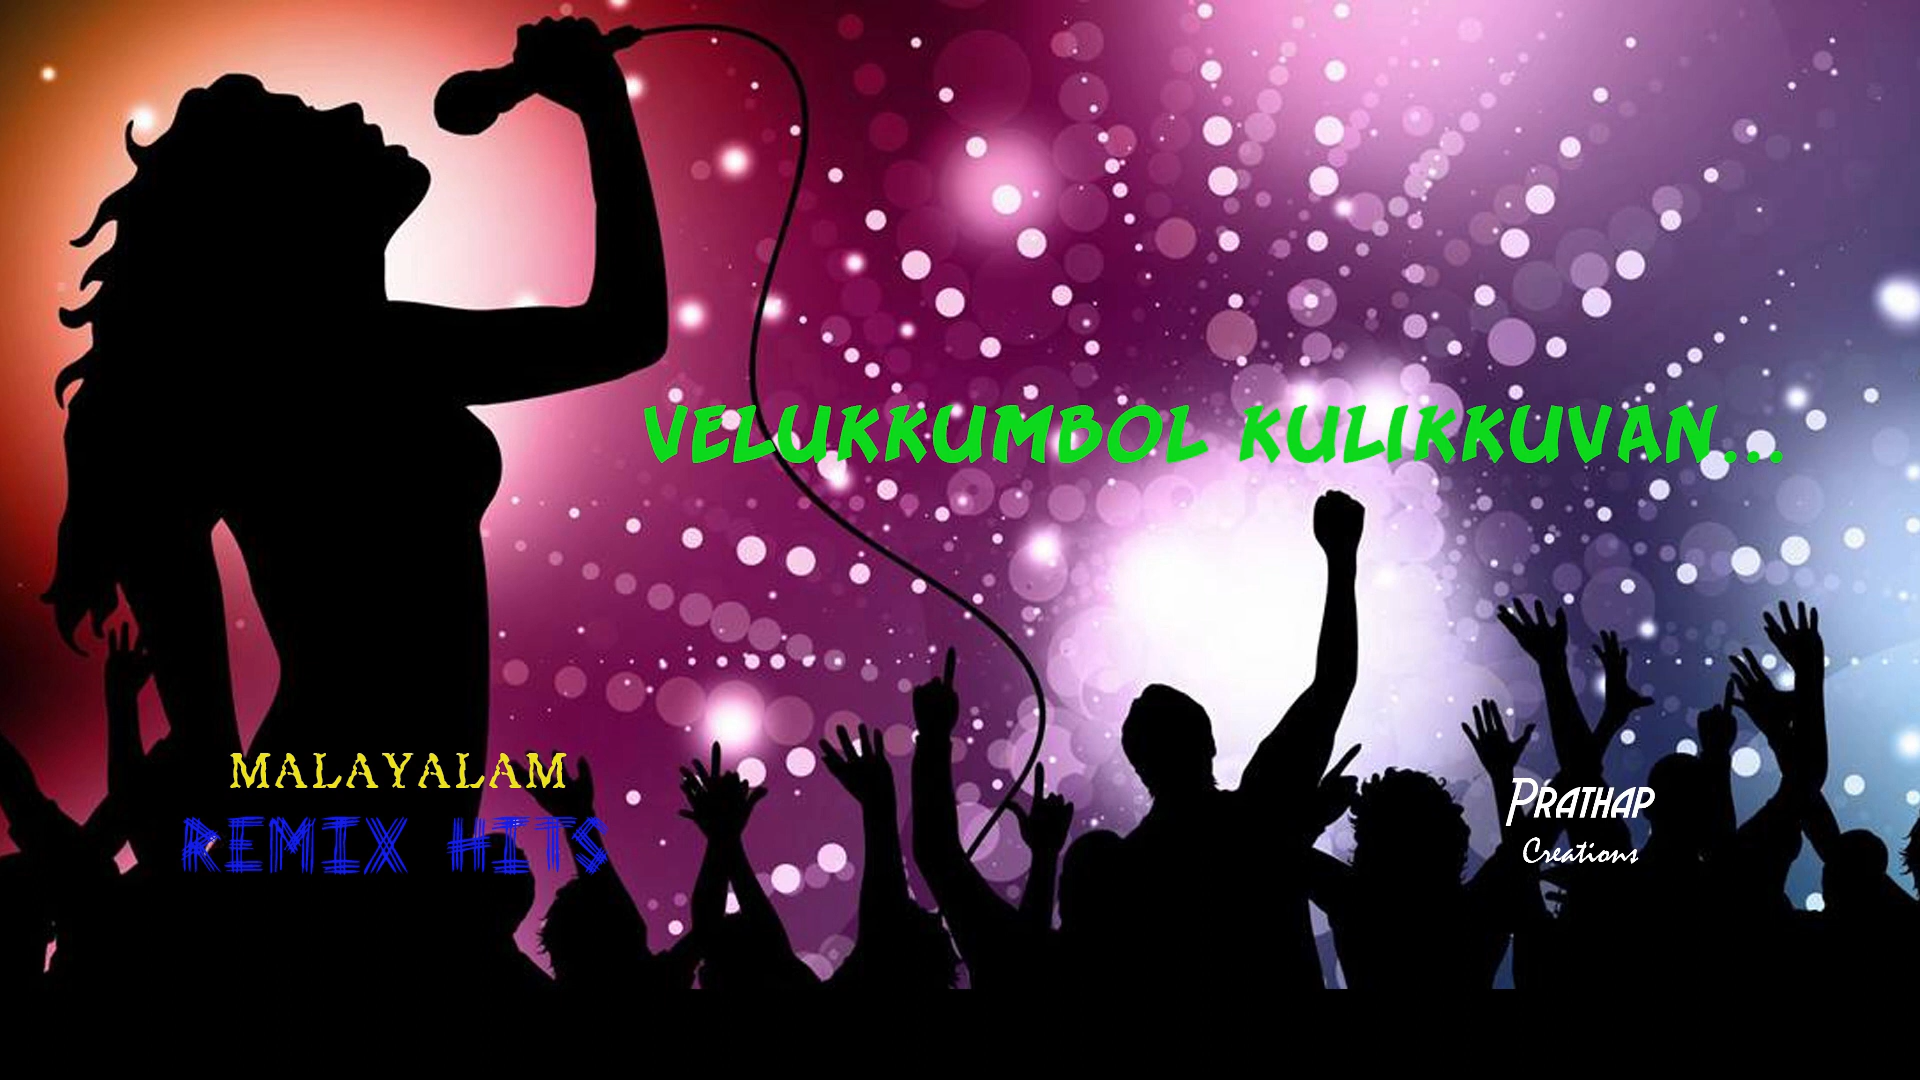 VELUKKUMBOL KULIKKUVAN...
MALAYALAM
REMIX HITS
PRATHAP
Creations